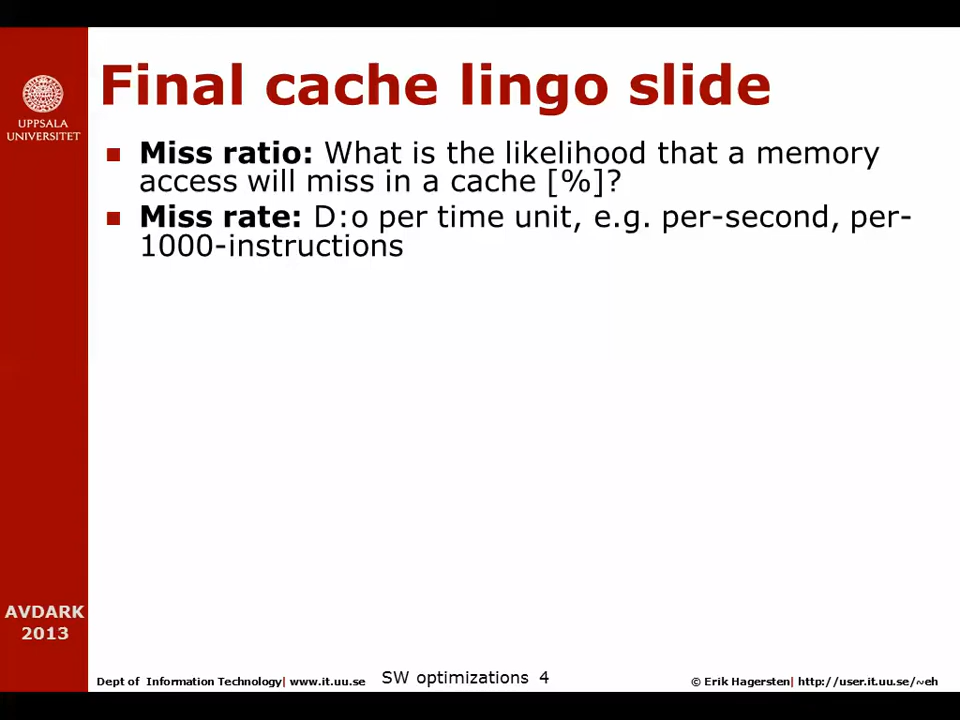 Final cache lingo slide
UPPSALA
UNIVERSITET
Miss ratio: What is the likelihood that a memory
access will miss in a cache [%]?
Miss rate: D:o per time unit, e.g. per-second, per-
1000-instructions
AVDARK
2013
Dept of Information Technology| www.it.uu.se
SW optimizations 4
© Erik Hagersten| http://user.it.uu.se/~eh